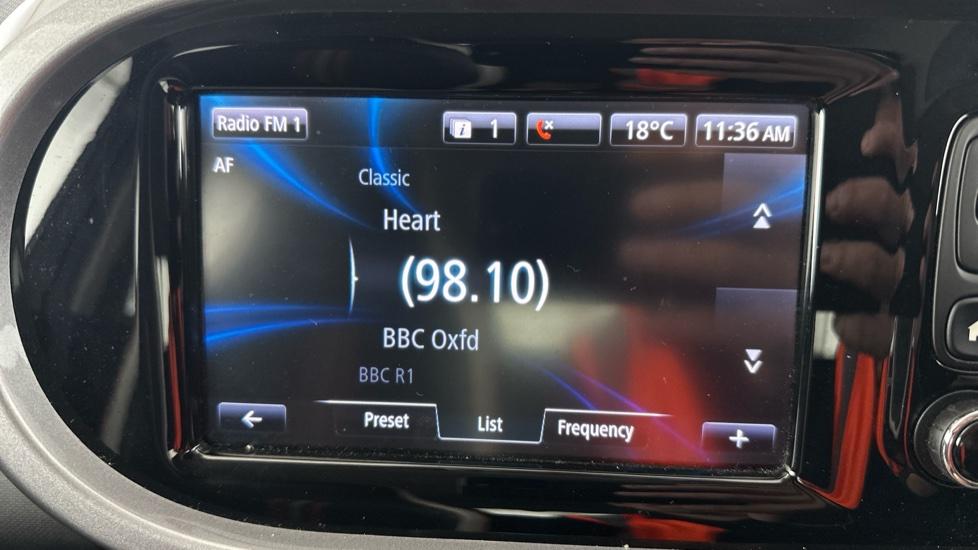 Radio FM 1
1
18°C
11:36 AM
AF
Classic
Heart
(98.10)
BBC Oxfd
BBC R1
Preset
List
Frequency